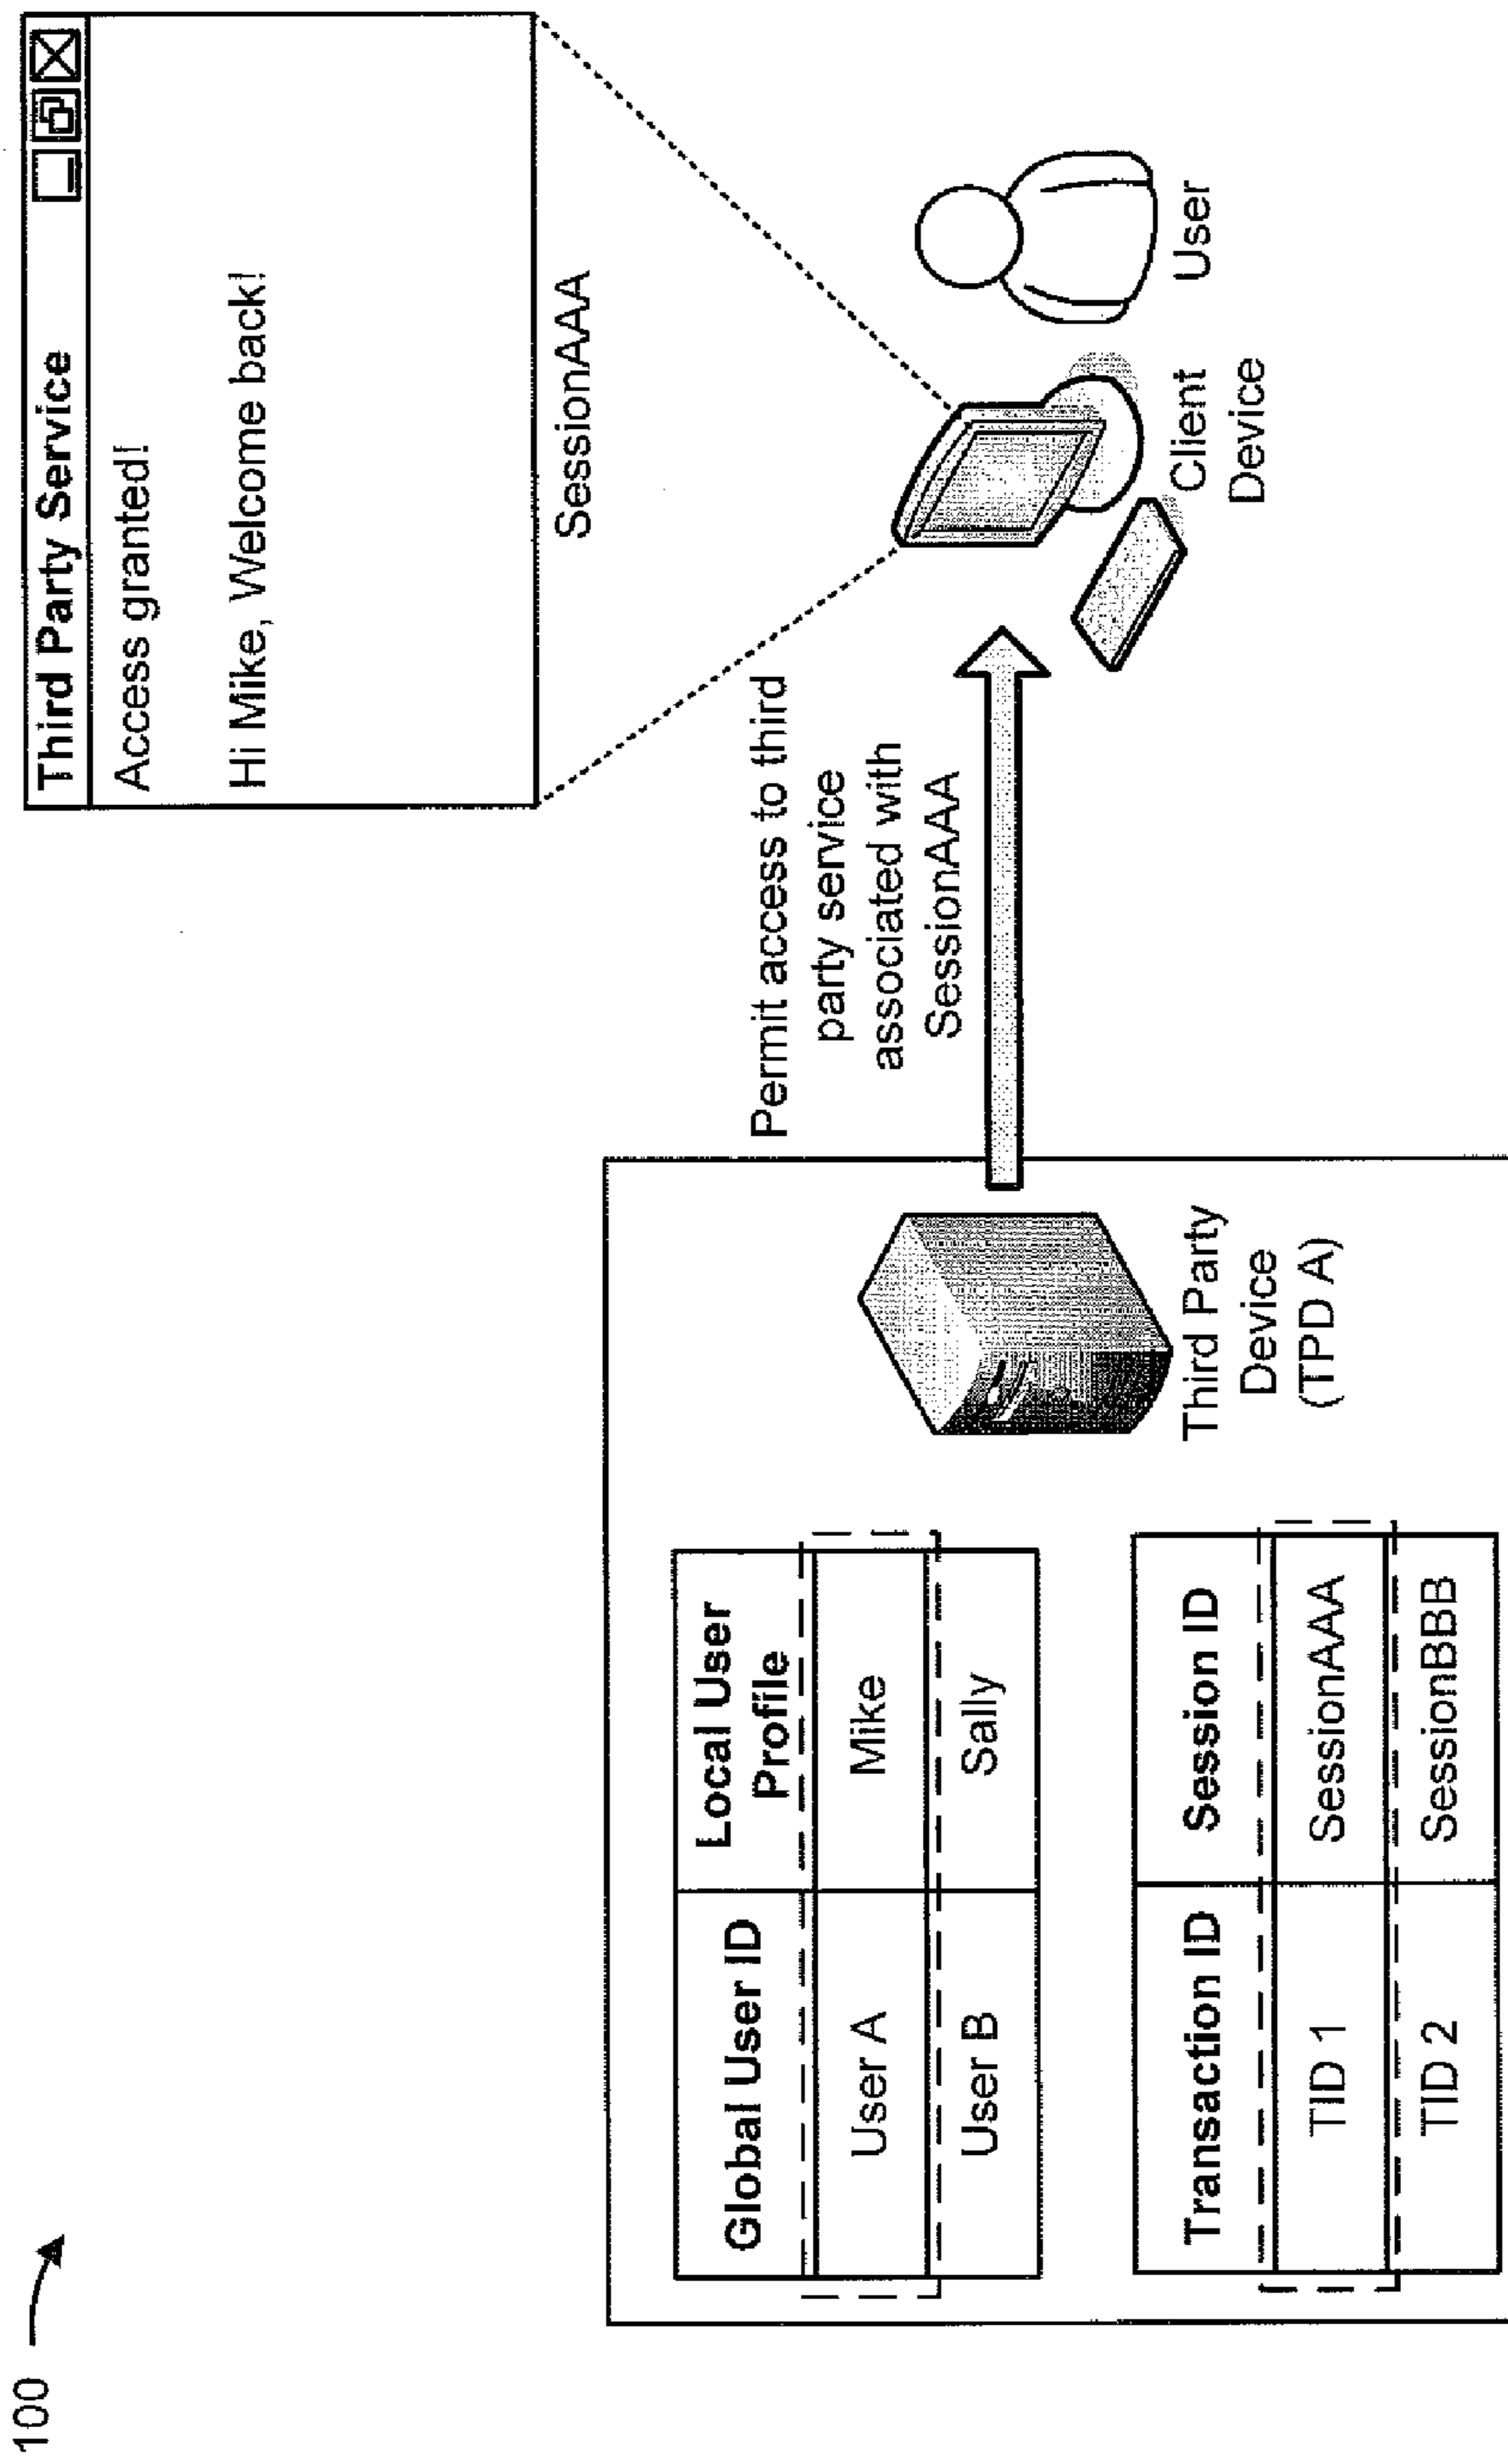 100
Third Party Service
Access granted!
Hi Mike, Welcome back!
SessionAAA
Permit access to third
party service
associated with
SessionAAA
Client
Device
User
Third Party
Device
(TPD A)
Global User ID
Local User
Profile
User A
Mike
User B
Sally
Transaction ID
Session ID
TID 1
SessionAAA
TID 2
SessionBBB